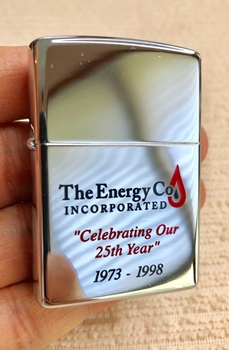 The Energy Co
INCORPORATED
"Celebrating Our
25th Year"
1973 - 1998